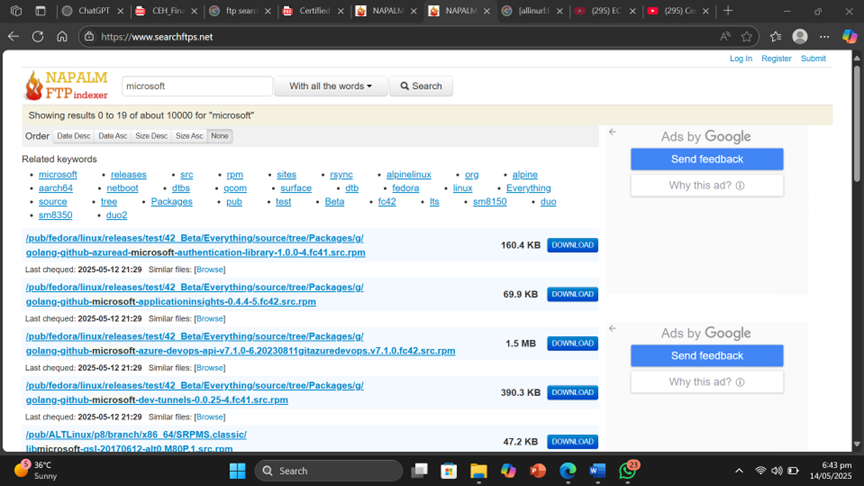 ChatGPT
CEH_Fina
ftp searc
Certified
NAPALM
NAPALM
[allinurl:
(295) EC
(295) Ce
https://www.searchftps.net
Log In Register Submit
NAPALM
FTP indexer
microsoft
With all the words
Search
Showing results 0 to 19 of about 10000 for "microsoft"
Order Date Desc Date Asc Size Desc Size Asc None
Related keywords
microsoft releases src rpm sites rsync alpinelinux org alpine
aarch64 netboot dtbs qcom surface dtb fedora linux Everything
source tree Packages pub test Beta fc42 lts sm8150 duo
sm8350 duo2
/pub/fedora/linux/releases/test/42_Beta/Everything/source/tree/Packages/g/
golang-github-azuread-microsoft-authentication-library-1.0.0-4.fc41.src.rpm
160.4 KB DOWNLOAD
Last chequed: 2025-05-12 21:29 Similar files: [Browse]
/pub/fedora/linux/releases/test/42_Beta/Everything/source/tree/Packages/g/
golang-github-microsoft-applicationinsights-0.4.4-5.fc42.src.rpm
69.9 KB DOWNLOAD
Last chequed: 2025-05-12 21:29 Similar files: [Browse]
/pub/fedora/linux/releases/test/42_Beta/Everything/source/tree/Packages/g/
golang-github-microsoft-azure-devops-api-v7.1.0-6.20230811gitazuredevops.v7.1.0.fc42.src.rpm
1.5 MB DOWNLOAD
Last chequed: 2025-05-12 21:29 Similar files: [Browse]
/pub/fedora/linux/releases/test/42_Beta/Everything/source/tree/Packages/g/
golang-github-microsoft-dev-tunnels-0.0.25-4.fc41.src.rpm
390.3 KB DOWNLOAD
Last chequed: 2025-05-12 21:29 Similar files: [Browse]
/pub/ALTLinux/p8/branch/x86_64/SRPMS.classic/
libmicrosoft-gsl-20170612-alt0.M80P.1.src.rpm
47.2 KB DOWNLOAD
Ads by Google
Send feedback
Why this ad?
Ads by Google
Send feedback
Why this ad?
36°C
Sunny
Search
23
6:43 pm
14/05/2025